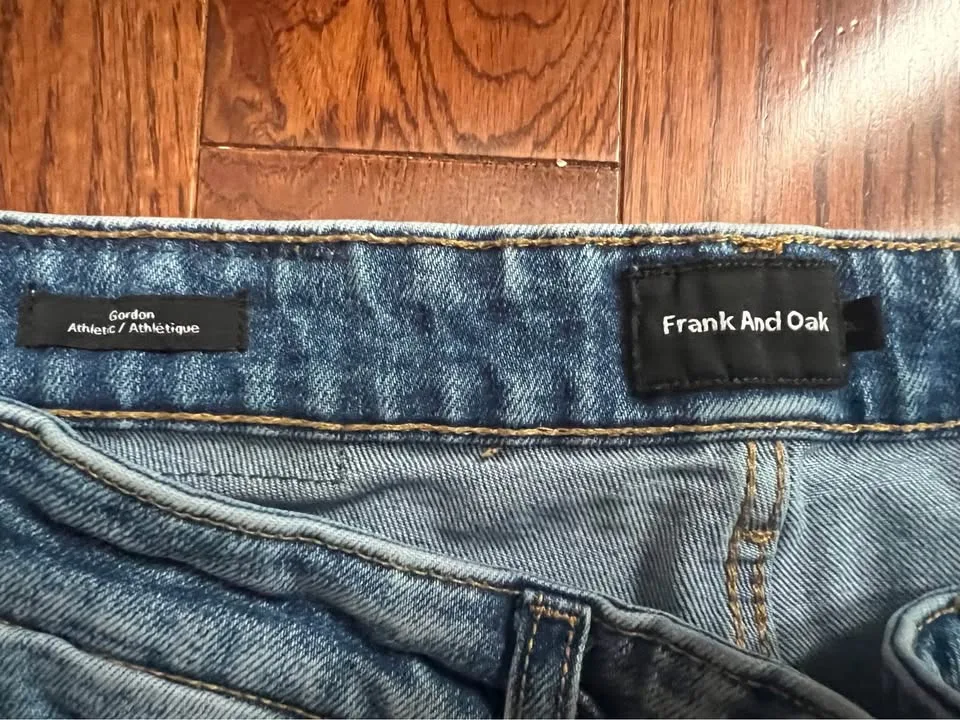 Gordon
Athletic / Athlétique
Frank And Oak